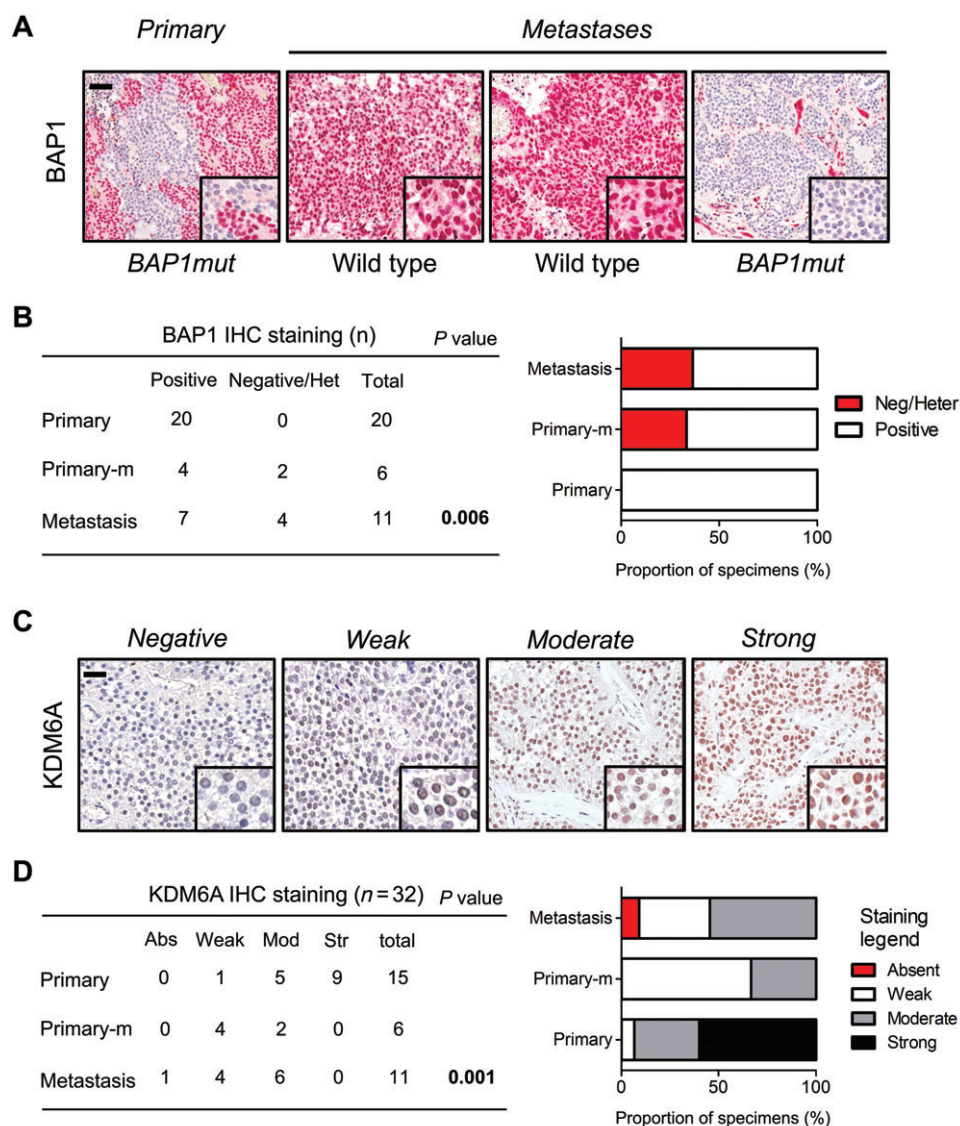 A
Primary
Metastases
BAP1
BAP1mut
Wild type
Wild type
BAP1mut
B
BAP1 IHC staining (n) P value
Positive Negative/Het Total
Primary 20 0 20
Primary-m 4 2 6
Metastasis 7 4 11 0.006
Metastasis
Primary-m
Primary
0 50 100
Proportion of specimens (%)
Neg/Heter
Positive
C
Negative
Weak
Moderate
Strong
KDM6A
D
KDM6A IHC staining (n = 32) P value
Abs Weak Mod Str total
Primary 0 1 5 9 15
Primary-m 0 4 2 0 6
Metastasis 1 4 6 0 11 0.001
Metastasis
Primary-m
Primary
0 50 100
Proportion of specimens (%)
Staining
legend
Absent
Weak
Moderate
Strong